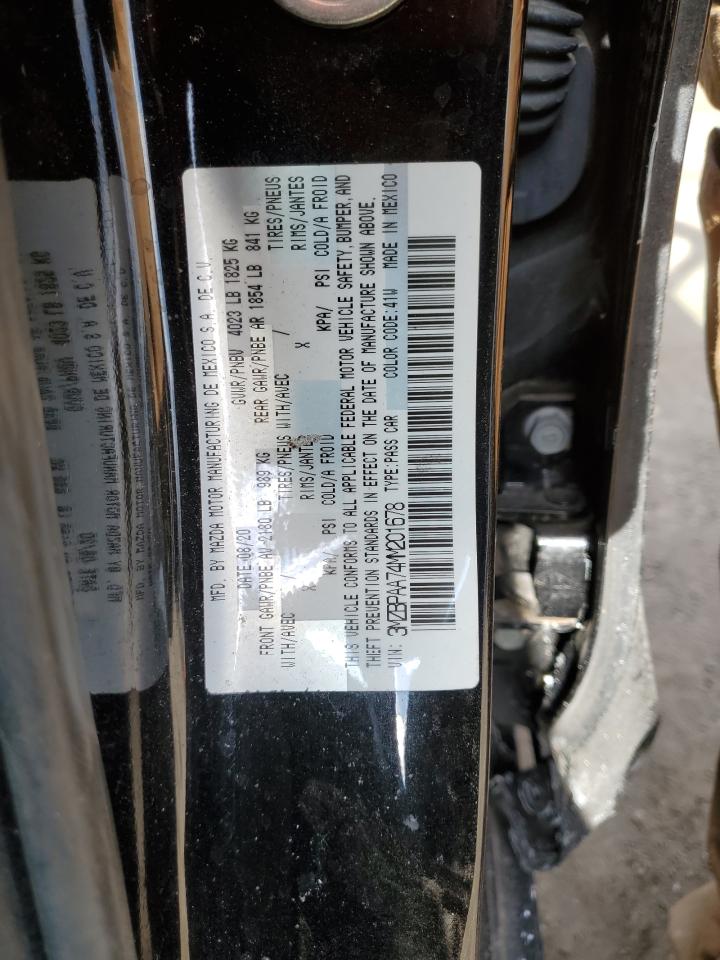 MFD. BY MAZDA MOTOR MANUFACTURING DE MEXICO S.A. DE C.V.
DATE:08/20 GVWR/PNBV 4023 LB 1825 KG
FRONT GAWR/PNBE AV 2180 LB 989 KG REAR GAWR/PNBE AR 1854 LB 841 KG
WITH/AVEC / TIRES/PNEUS WITH/AVEC / TIRES/PNEUS
RIMS/JANTES X RIMS/JANTES
KPA/ PSI COLD/A FROID KPA/ PSI COLD/A FROID
THIS VEHICLE CONFORMS TO ALL APPLICABLE FEDERAL MOTOR VEHICLE SAFETY, BUMPER, AND
THEFT PREVENTION STANDARDS IN EFFECT ON THE DATE OF MANUFACTURE SHOWN ABOVE.
VIN: 3MZBPAA74MM201678 TYPE:PASS CAR COLOR CODE:41W MADE IN MEXICO